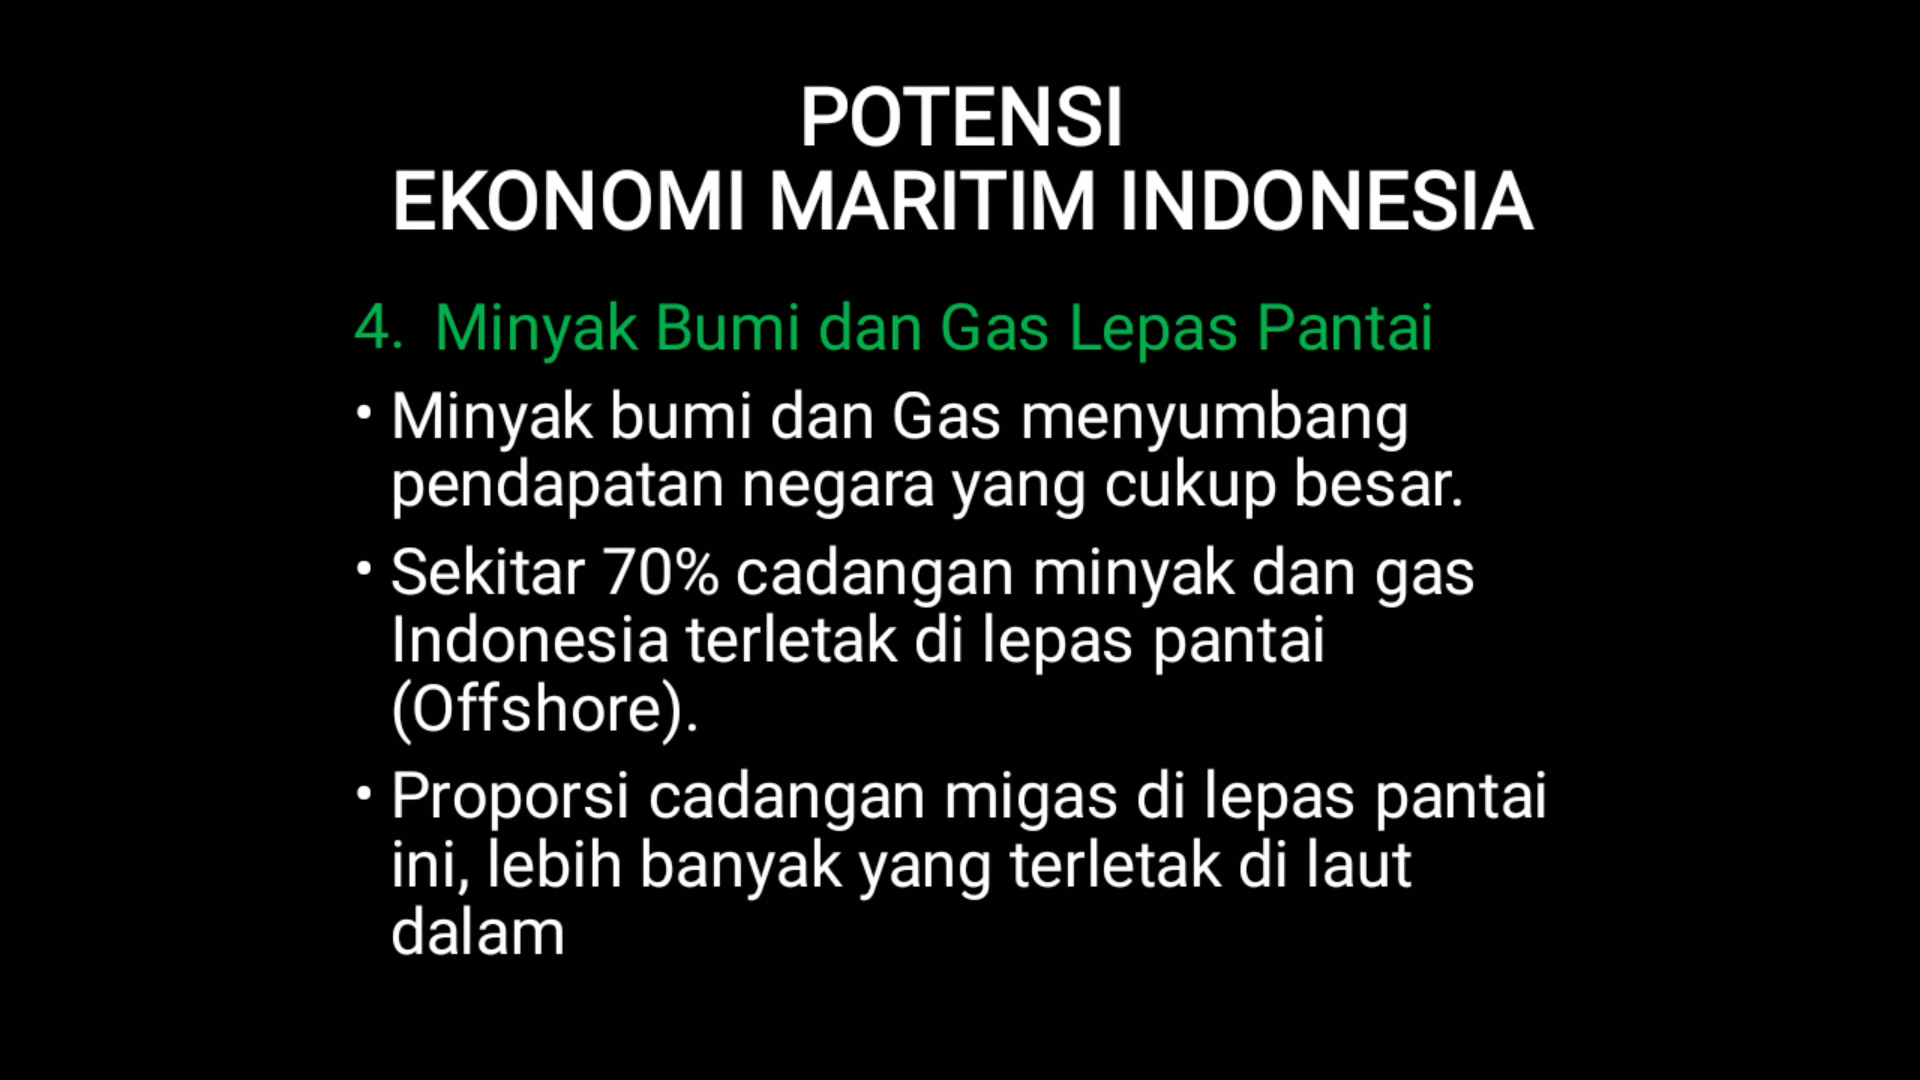 POTENSI
EKONOMI MARITIM INDONESIA
4. Minyak Bumi dan Gas Lepas Pantai
• Minyak bumi dan Gas menyumbang
pendapatan negara yang cukup besar.
• Sekitar 70% cadangan minyak dan gas
Indonesia terletak di lepas pantai
(Offshore).
• Proporsi cadangan migas di lepas pantai
ini, lebih banyak yang terletak di laut
dalam